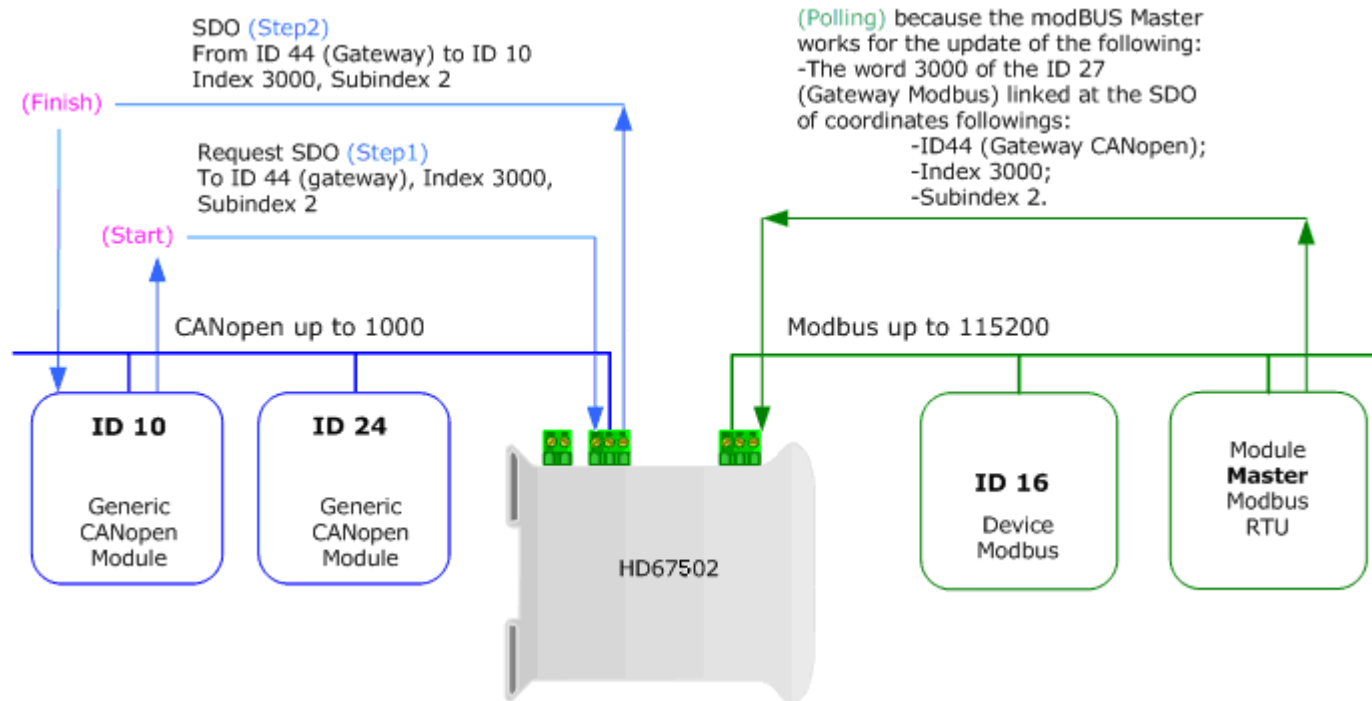 SDO (Step2)
From ID 44 (Gateway) to ID 10
Index 3000, Subindex 2
(Finish)
Request SDO (Step1)
To ID 44 (gateway), Index 3000,
Subindex 2
(Start)
(Polling) because the modBUS Master
works for the update of the following:
-The word 3000 of the ID 27
(Gateway Modbus) linked at the SDO
of coordinates followings:
-ID44 (Gateway CANopen);
-Index 3000;
-Subindex 2.
CANopen up to 1000
Modbus up to 115200
ID 10
Generic
CANopen
Module
ID 24
Generic
CANopen
Module
HD67502
ID 16
Device
Modbus
Module
Master
Modbus
RTU